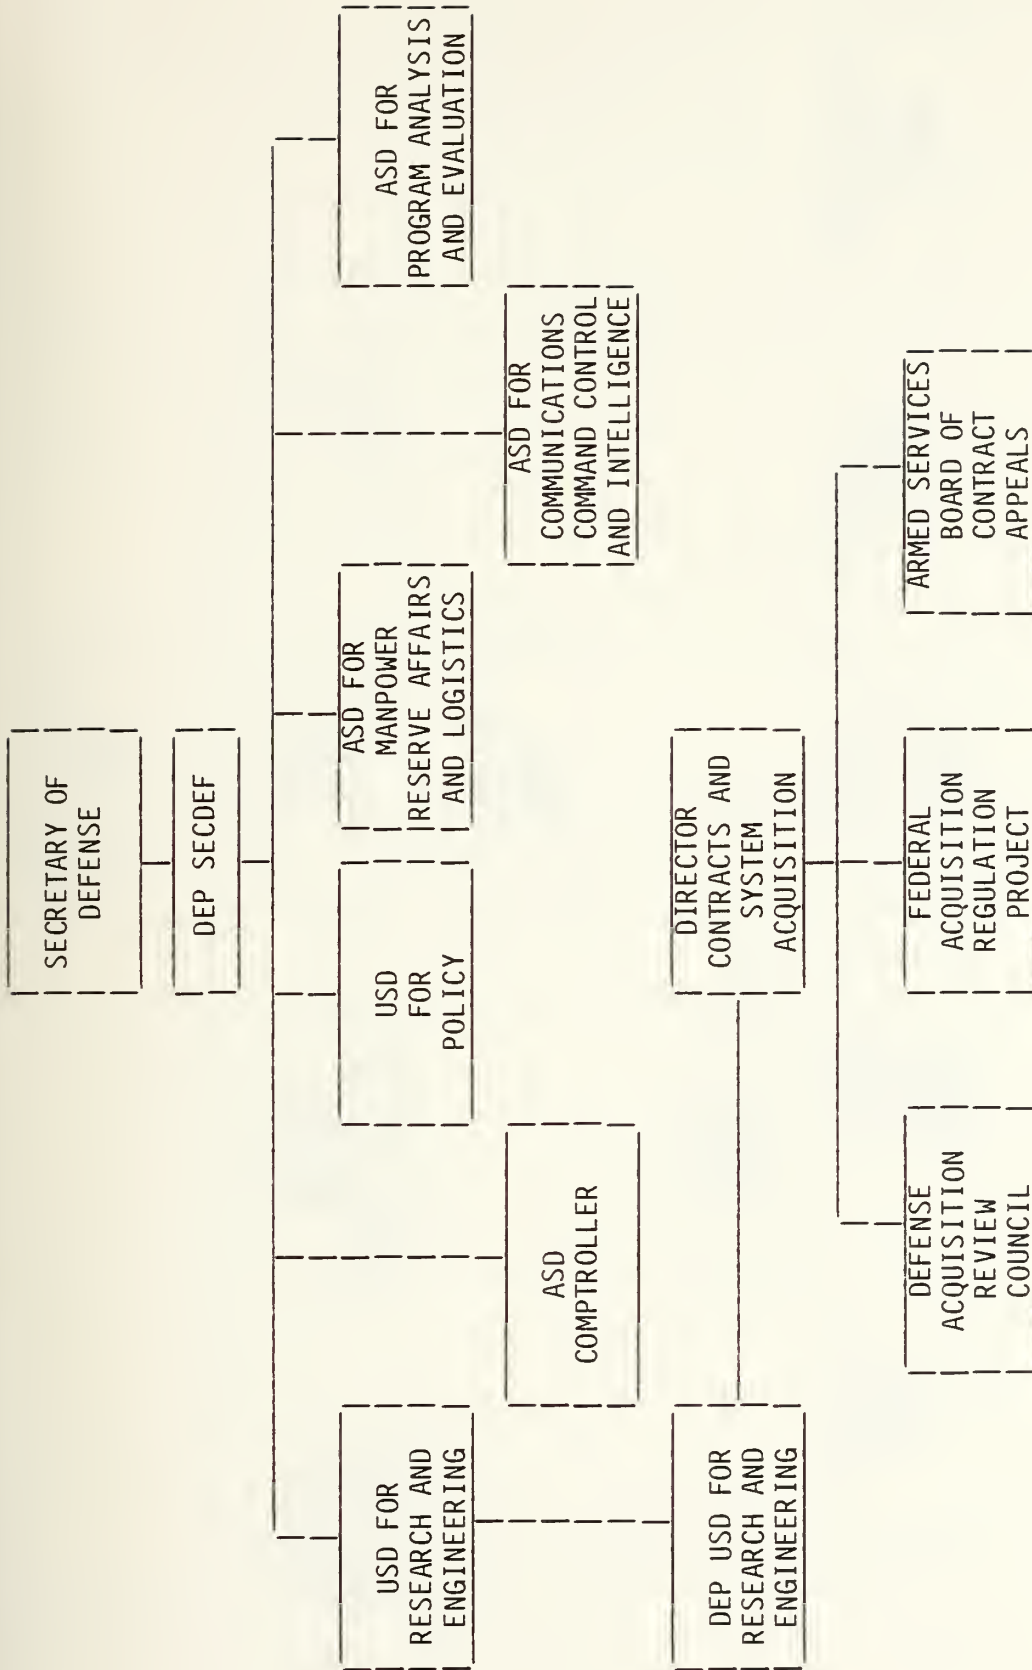 SECRETARY OF
DEFENSE
DEP SECDEF
USD FOR
RESEARCH AND
ENGINEERING
ASD
COMPTROLLER
USD
FOR
POLICY
ASD FOR
MANPOWER
RESERVE AFFAIRS
AND LOGISTICS
ASD FOR
COMMUNICATIONS
COMMAND CONTROL
AND INTELLIGENCE
ASD FOR
PROGRAM ANALYSIS
AND EVALUATION
DEP USD FOR
RESEARCH AND
ENGINEERING
DIRECTOR
CONTRACTS AND
SYSTEM
ACQUISITION
DEFENSE
ACQUISITION
REVIEW
COUNCIL
FEDERAL
ACQUISITION
REGULATION
PROJECT
ARMED SERVICES
BOARD OF
CONTRACT
APPEALS